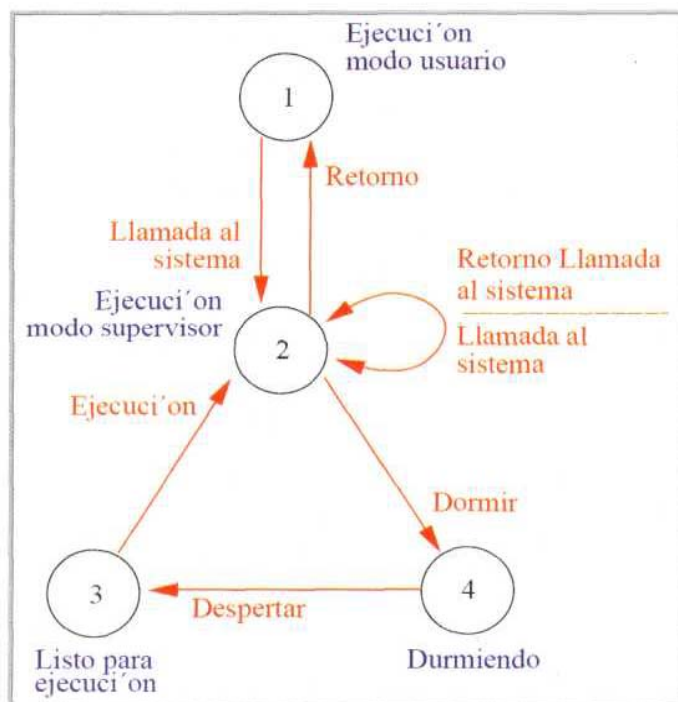 Ejecuci´on
modo usuario
1
Retorno
Llamada al
sistema
Retorno Llamada
al sistema
Llamada al
sistema
Ejecuci´on
modo supervisor
2
Ejecuci´on
Dormir
3
4
Despertar
Listo para
ejecuci´on
Durmiendo